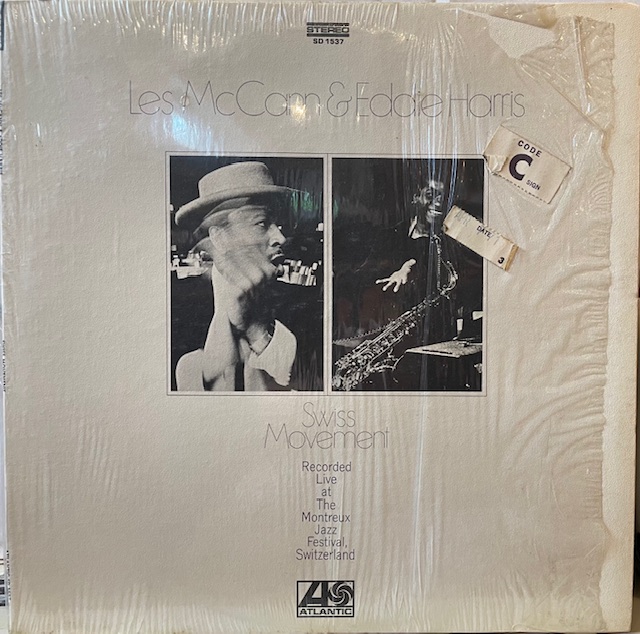 STEREO
SD 1537
Les McCann & Eddie Harris
CODE
C
SIGN
DATE
3
Swiss
Movement
Recorded
Live
at
The
Montreux
Jazz
Festival,
Switzerland
ATLANTIC